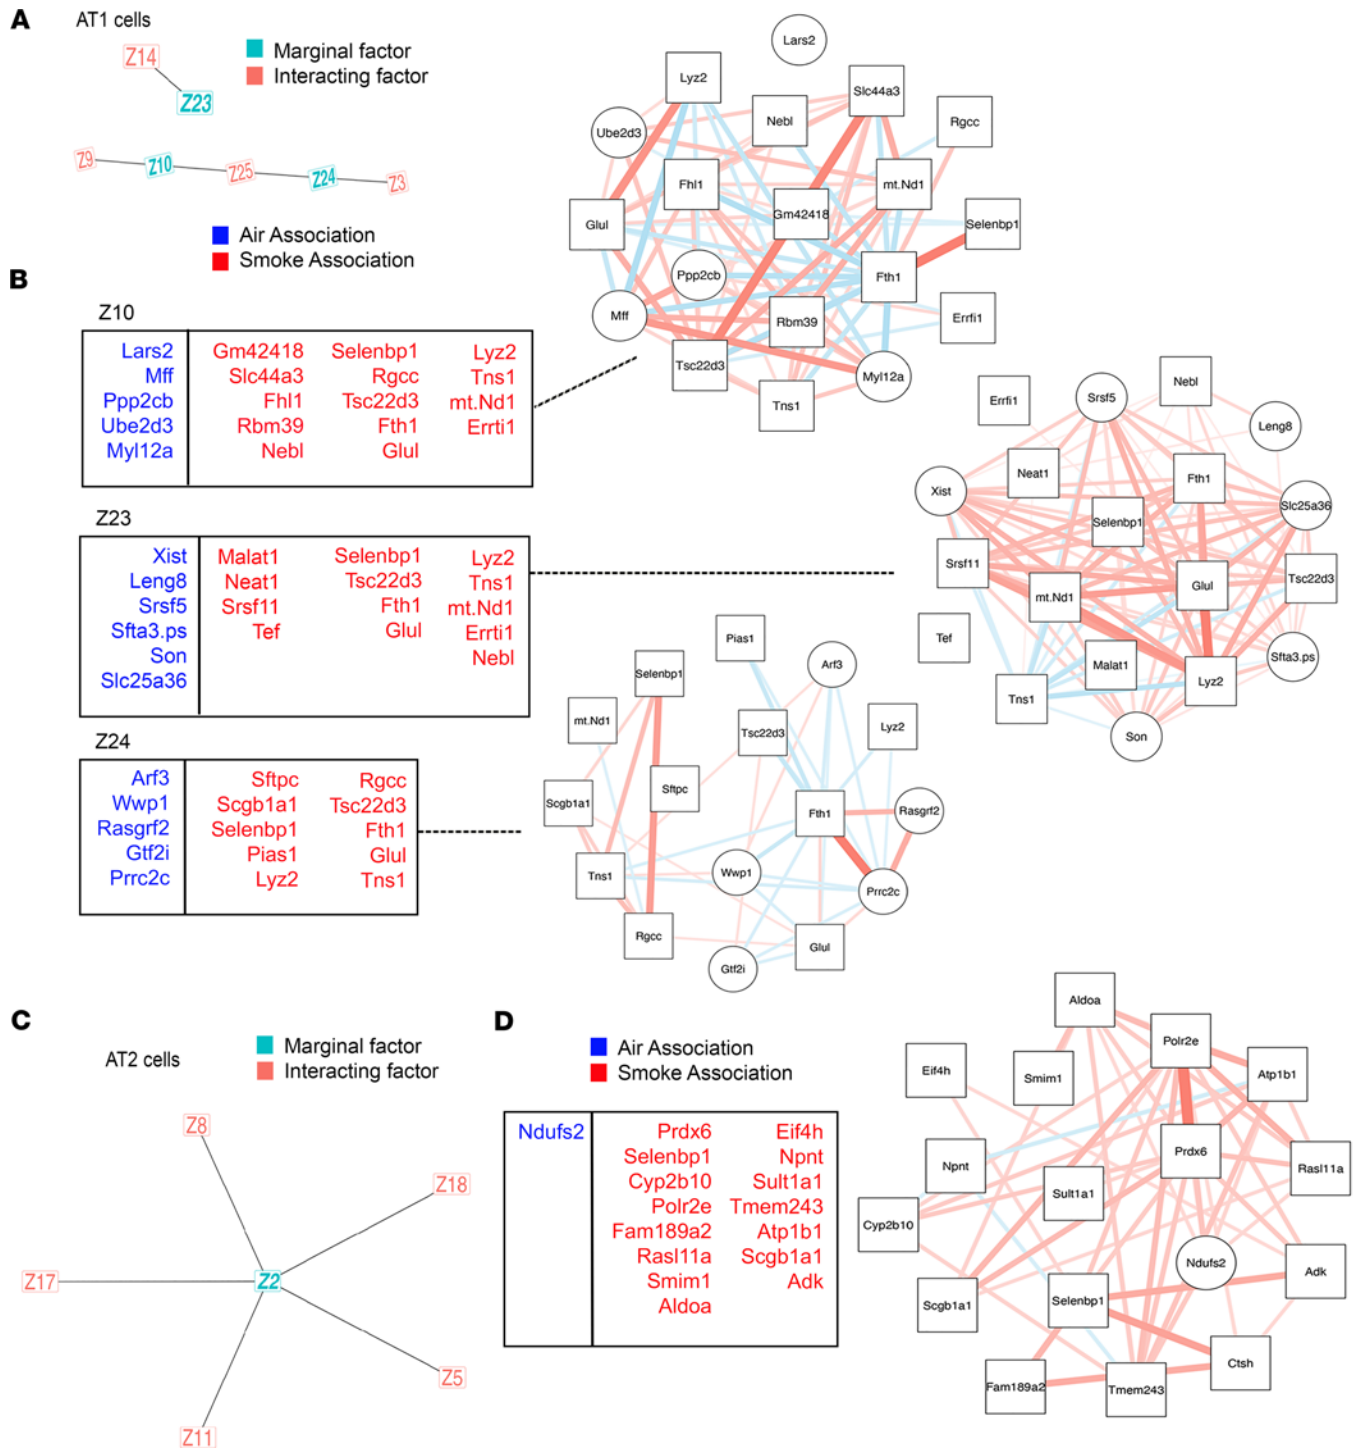 A
AT1 cells
Z14
Z23
Marginal factor
Interacting factor
Z9
Z10
Z25
Z24
Z3
Air Association
Smoke Association
Lars2
Lyz2
Slc44a3
Nebl
Rgcc
Ube2d3
Fhl1
mt.Nd1
Gm42418
Glul
Selenbp1
Ppp2cb
Fth1
Mff
Rbm39
Errfi1
Tsc22d3
Myl12a
Tns1
B
Z10
Lars2 Gm42418 Selenbp1 Lyz2
Mff Slc44a3 Rgcc Tns1
Ppp2cb Fhl1 Tsc22d3 mt.Nd1
Ube2d3 Rbm39 Fth1 Errti1
Myl12a Nebl Glul
Z23
Xist Malat1 Selenbp1 Lyz2
Leng8 Neat1 Tsc22d3 Tns1
Srsf5 Srsf11 Fth1 mt.Nd1
Sfta3.ps Tef Glul Errti1
Son Nebl
Slc25a36
Errfi1
Srsf5
Nebl
Leng8
Neat1
Fth1
Xist
Selenbp1
Slc25a36
Srsf11
mt.Nd1
Glul
Tsc22d3
Tef
Malat1
Sfta3.ps
Lyz2
Tns1
Son
Z24
Arf3 Sftpc Rgcc
Wwp1 Scgb1a1 Tsc22d3
Rasgrf2 Selenbp1 Fth1
Gtf2i Pias1 Glul
Prrc2c Lyz2 Tns1
Pias1
Arf3
Selenbp1
mt.Nd1
Tsc22d3
Lyz2
Sftpc
Scgb1a1
Fth1
Rasgrf2
Tns1
Wwp1
Prrc2c
Rgcc
Glul
Gtf2i
C
AT2 cells
Marginal factor
Interacting factor
Z8
Z18
Z17
Z2
Z5
Z11
D
Air Association
Smoke Association
Ndufs2 Prdx6 Eif4h
Selenbp1 Npnt
Cyp2b10 Sult1a1
Polr2e Tmem243
Fam189a2 Atp1b1
Rasl11a Scgb1a1
Smim1 Adk
Aldoa
Aldoa
Polr2e
Eif4h
Smim1
Atp1b1
Npnt
Prdx6
Rasl11a
Sult1a1
Cyp2b10
Ndufs2
Adk
Scgb1a1
Selenbp1
Ctsh
Fam189a2
Tmem243